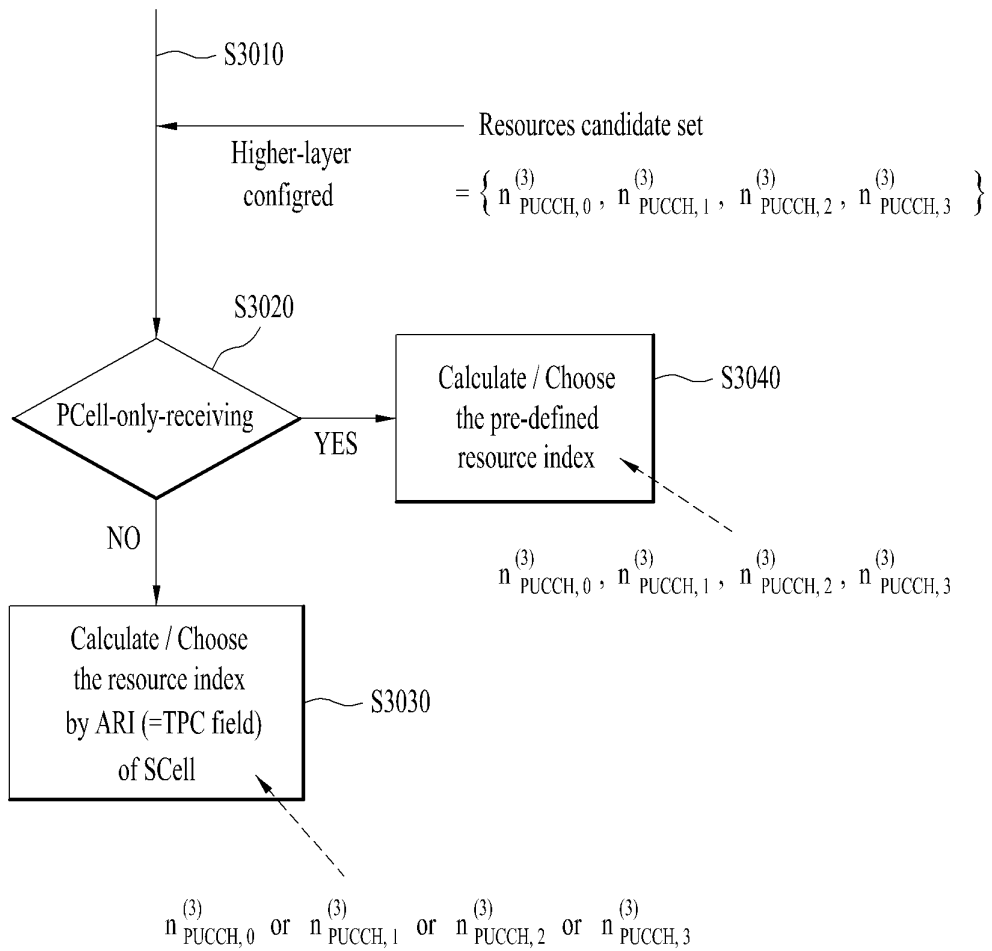 S3010
Resources candidate set
Higher-layer
configred
= { n^{(3)}_{PUCCH, 0} , n^{(3)}_{PUCCH, 1} , n^{(3)}_{PUCCH, 2} , n^{(3)}_{PUCCH, 3} }
S3020
PCell-only-receiving
YES
Calculate / Choose
the pre-defined
resource index
S3040
n^{(3)}_{PUCCH, 0} , n^{(3)}_{PUCCH, 1} , n^{(3)}_{PUCCH, 2} , n^{(3)}_{PUCCH, 3}
NO
Calculate / Choose
the resource index
by ARI (=TPC field)
of SCell
S3030
n^{(3)}_{PUCCH, 0} or n^{(3)}_{PUCCH, 1} or n^{(3)}_{PUCCH, 2} or n^{(3)}_{PUCCH, 3}